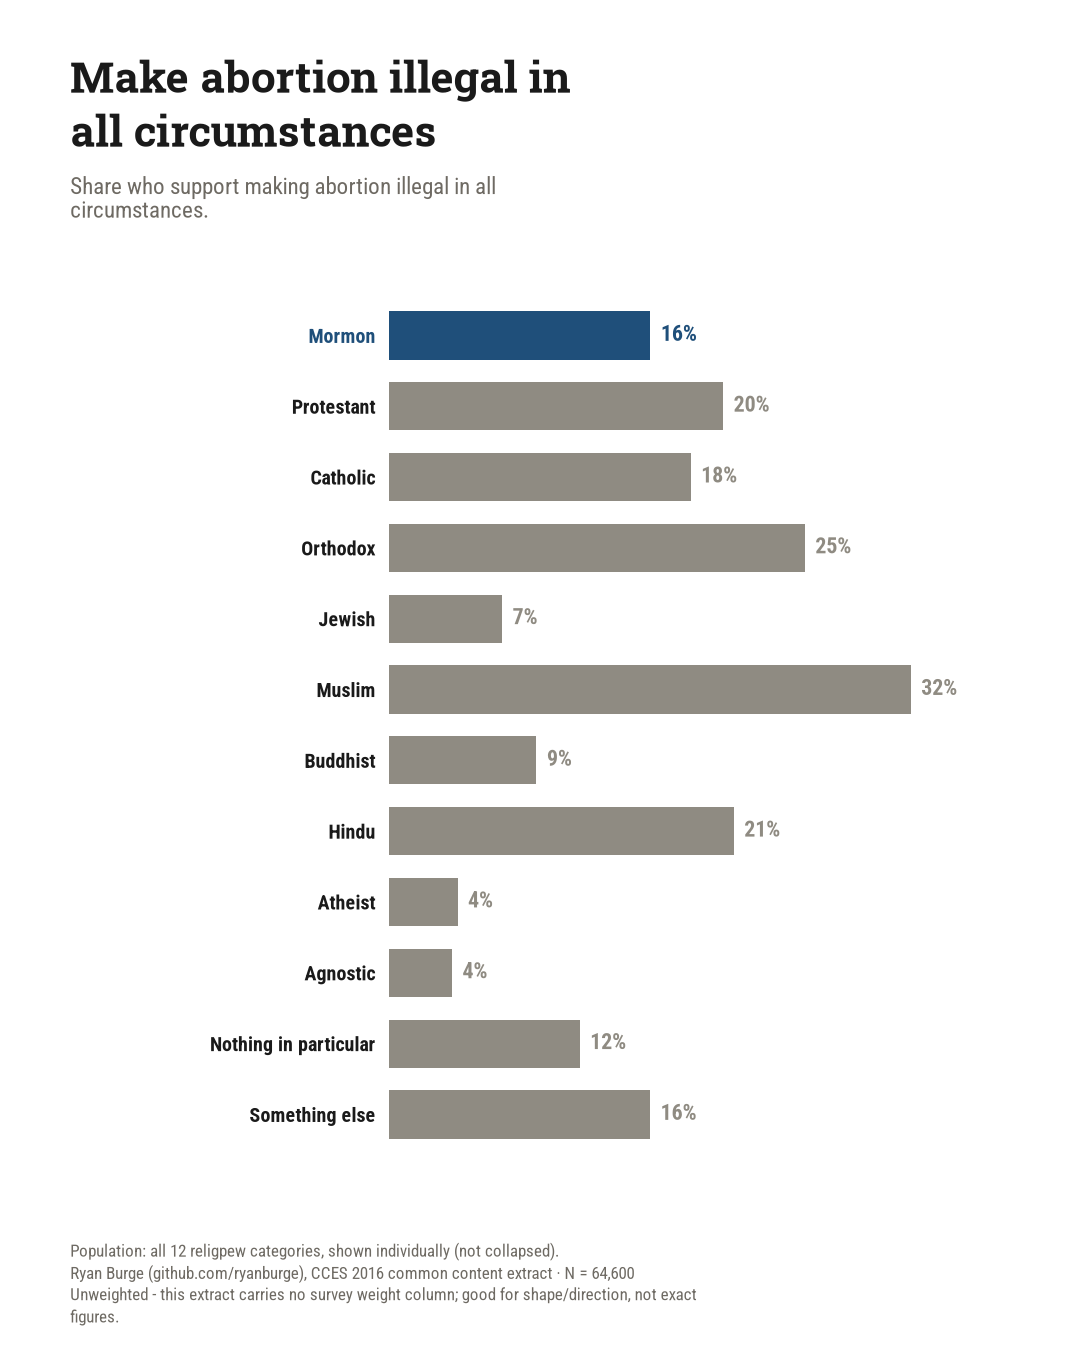 Make abortion illegal in
all circumstances
Share who support making abortion illegal in all
circumstances.
Mormon 16%
Protestant 20%
Catholic 18%
Orthodox 25%
Jewish 7%
Muslim 32%
Buddhist 9%
Hindu 21%
Atheist 4%
Agnostic 4%
Nothing in particular 12%
Something else 16%
Population: all 12 religpew categories, shown individually (not collapsed).
Ryan Burge (github.com/ryanburge), CCES 2016 common content extract · N = 64,600
Unweighted - this extract carries no survey weight column; good for shape/direction, not exact
figures.